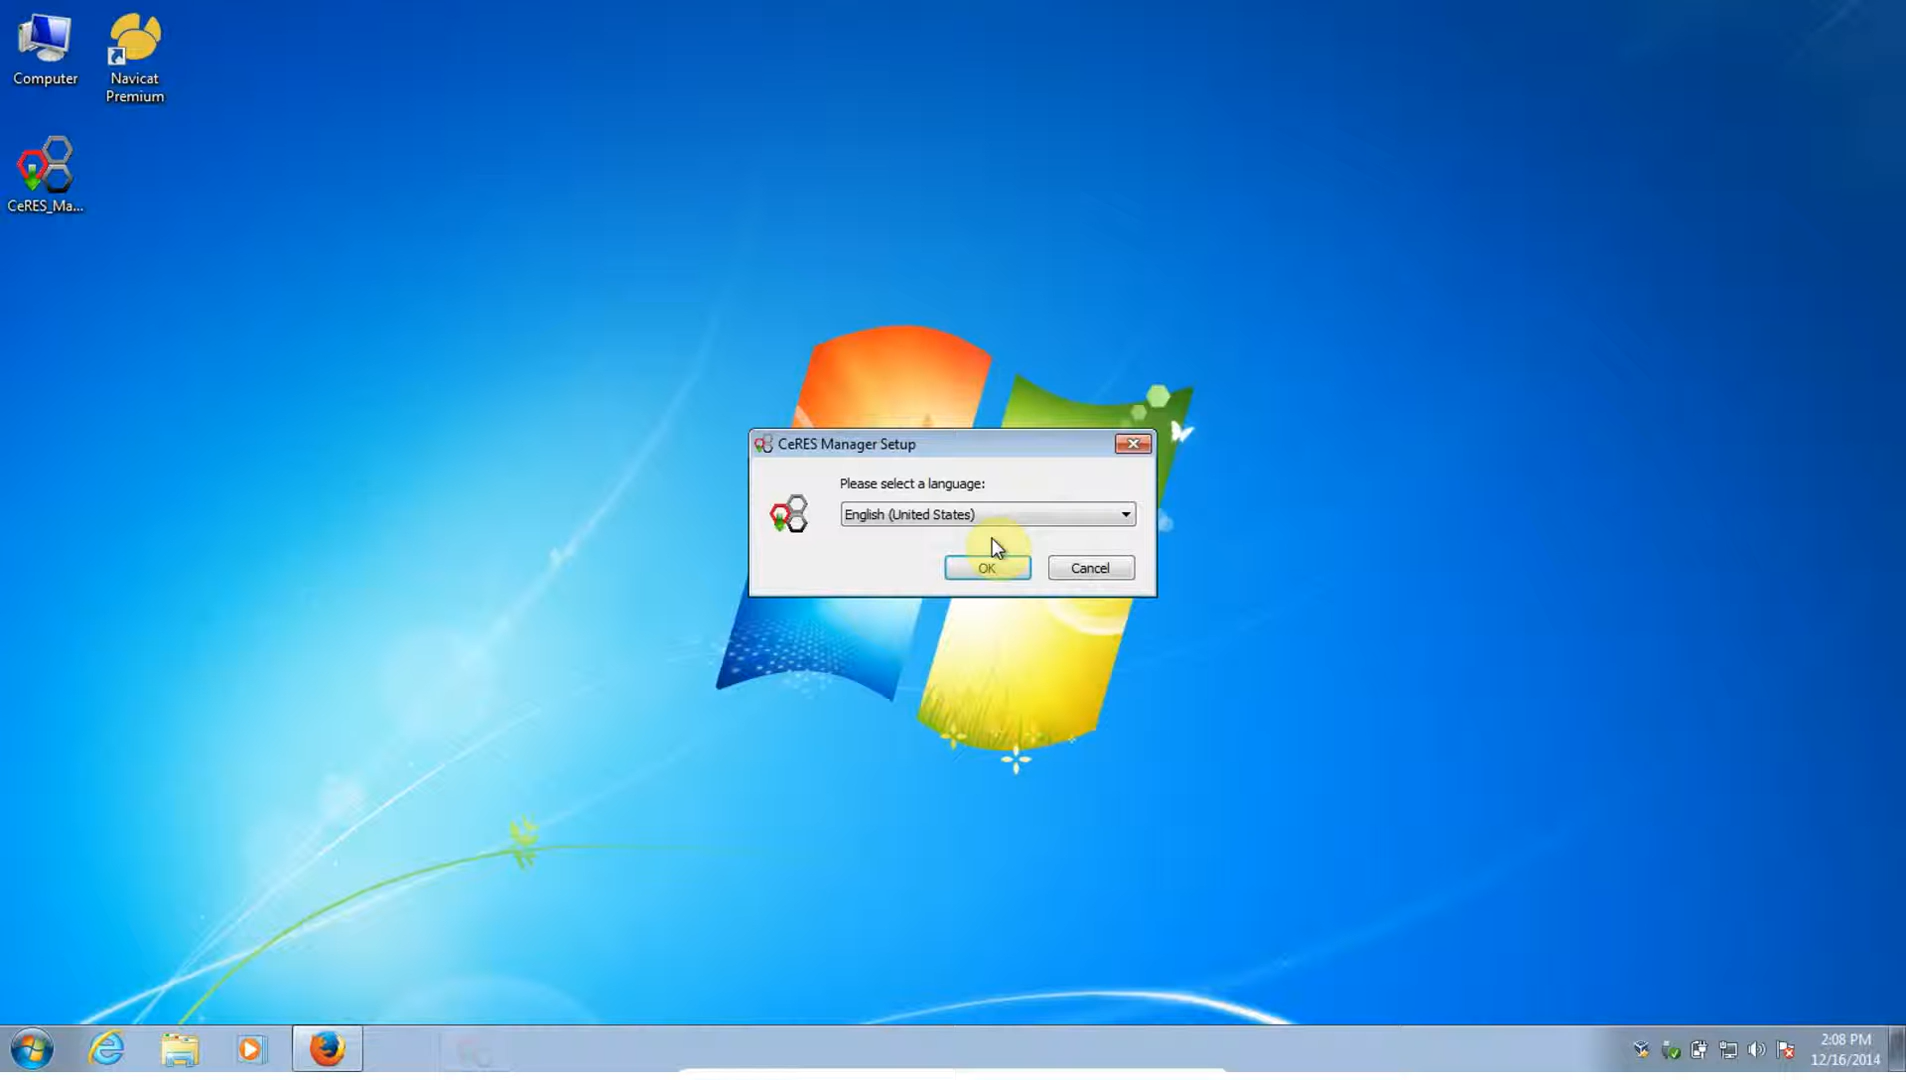 Computer
Navicat
Premium
CeRES_Ma...
CeRES Manager Setup
Please select a language:
English (United States)
OK
Cancel
2:08 PM
12/16/2014